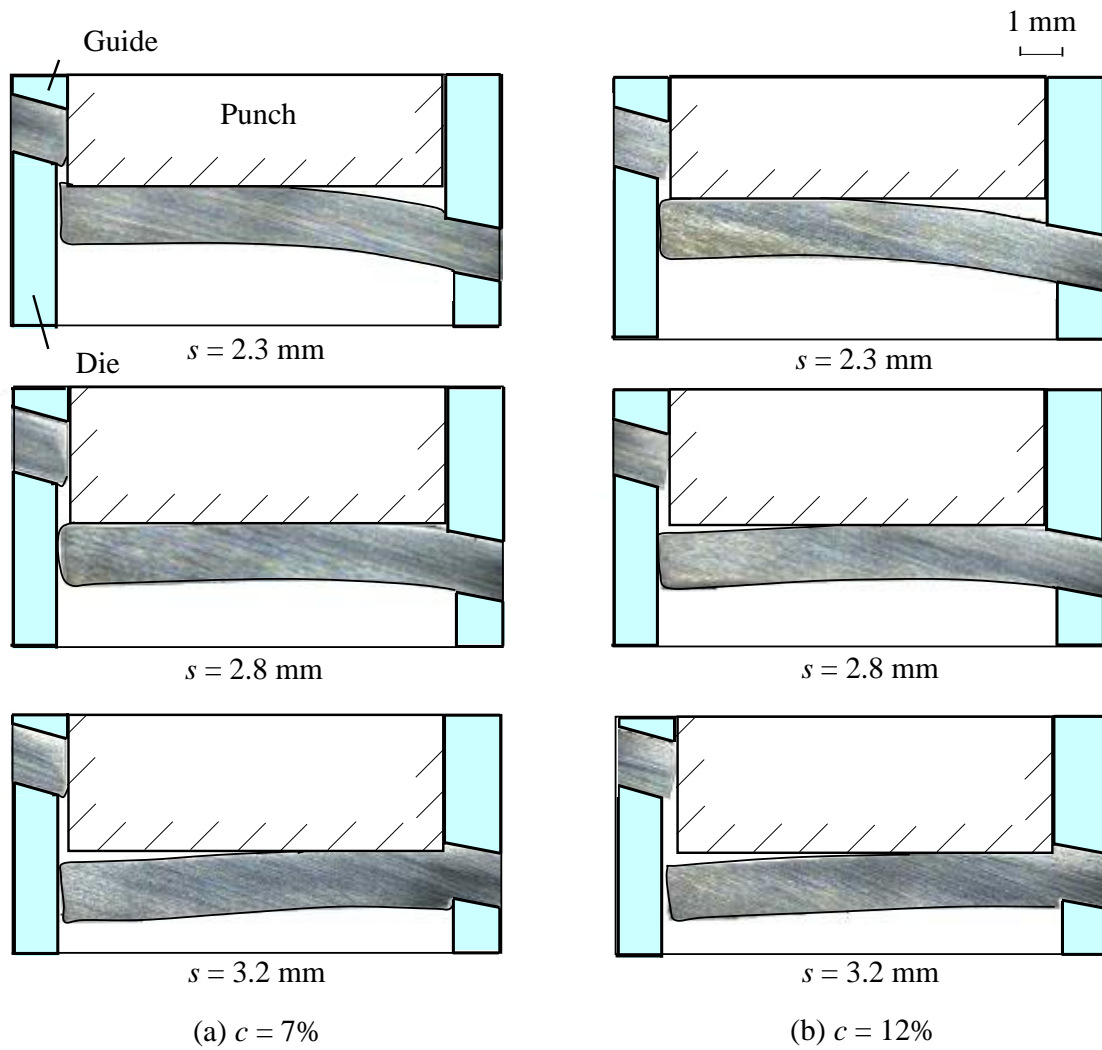 1 mm
Guide
Punch
Die
s = 2.3 mm
s = 2.3 mm
s = 2.8 mm
s = 2.8 mm
s = 3.2 mm
s = 3.2 mm
(a) c = 7%
(b) c = 12%